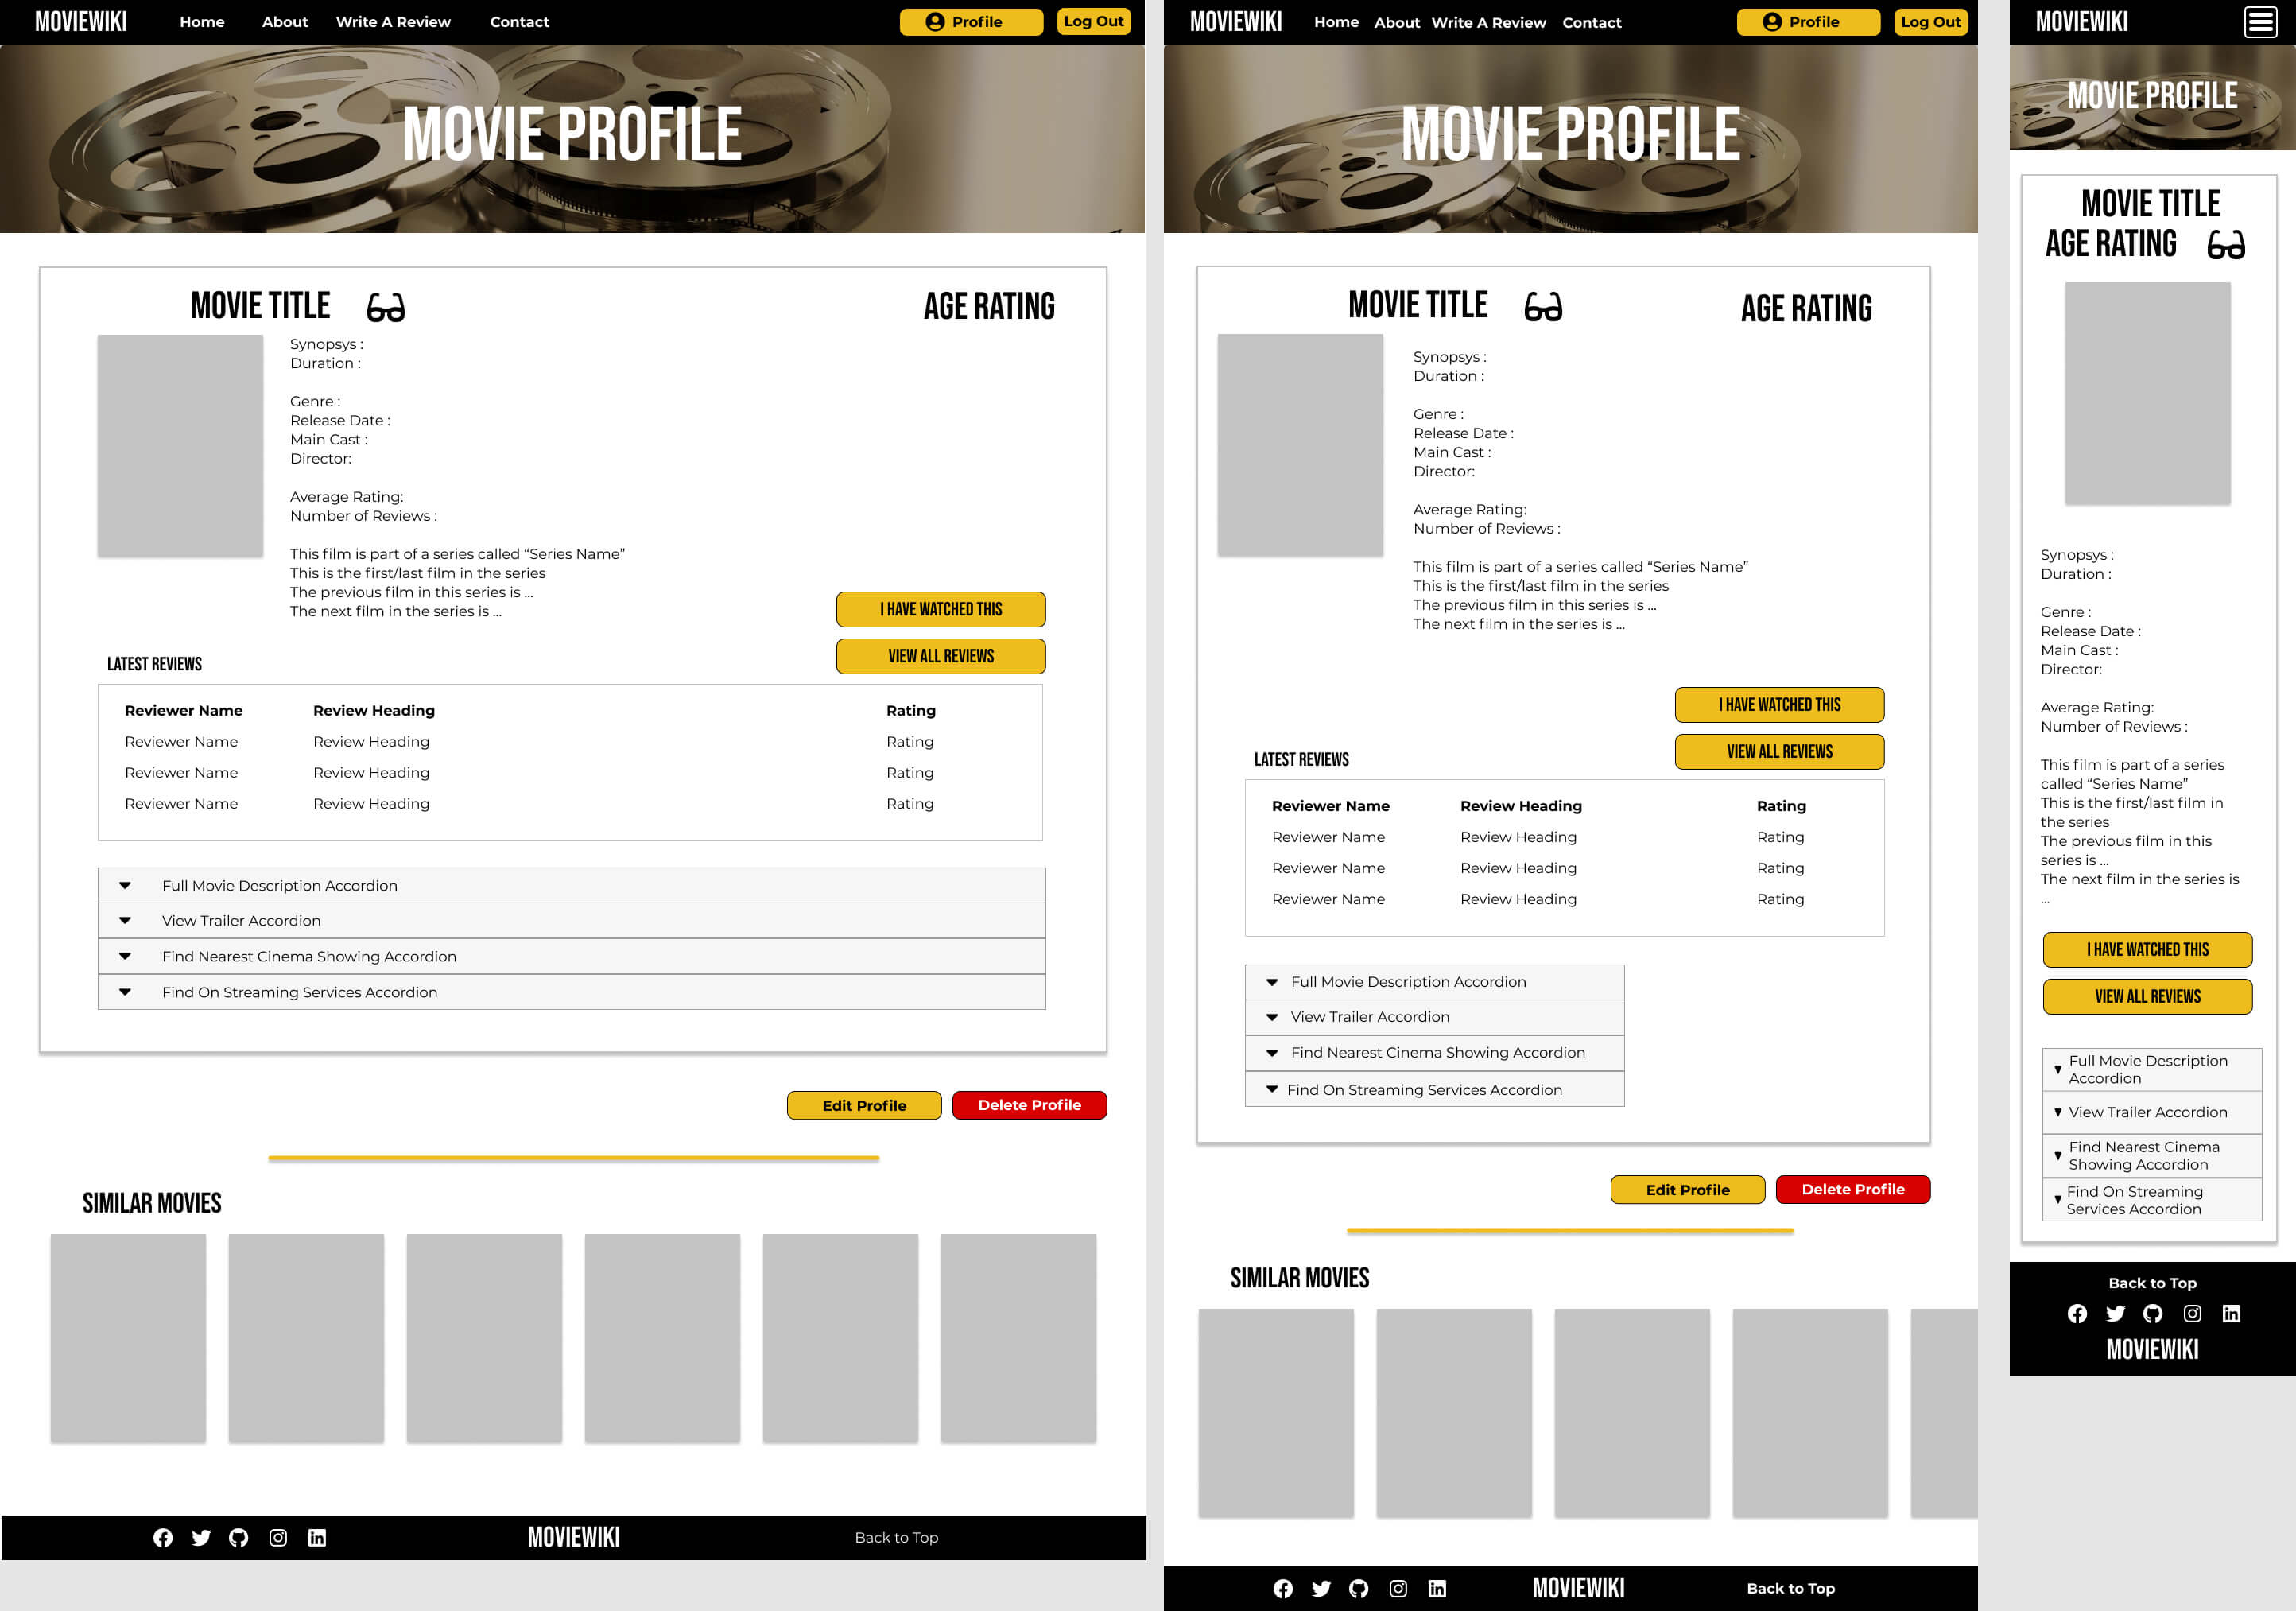 MOVIEWIKI Home About Write A Review Contact Profile Log Out
MOVIE PROFILE
MOVIE TITLE
AGE RATING
Synopsys :
Duration :
Genre :
Release Date :
Main Cast :
Director:
Average Rating:
Number of Reviews :
This film is part of a series called “Series Name”
This is the first/last film in the series
The previous film in this series is ...
The next film in the series is ...
I HAVE WATCHED THIS
VIEW ALL REVIEWS
LATEST REVIEWS
Reviewer Name Review Heading Rating
Reviewer Name Review Heading Rating
Reviewer Name Review Heading Rating
Reviewer Name Review Heading Rating
Full Movie Description Accordion
View Trailer Accordion
Find Nearest Cinema Showing Accordion
Find On Streaming Services Accordion
Edit Profile
Delete Profile
SIMILAR MOVIES
MOVIEWIKI
Back to Top
MOVIEWIKI Home About Write A Review Contact Profile Log Out
MOVIE PROFILE
MOVIE TITLE
AGE RATING
Synopsys :
Duration :
Genre :
Release Date :
Main Cast :
Director:
Average Rating:
Number of Reviews :
This film is part of a series called “Series Name”
This is the first/last film in the series
The previous film in this series is ...
The next film in the series is ...
I HAVE WATCHED THIS
VIEW ALL REVIEWS
LATEST REVIEWS
Reviewer Name Review Heading Rating
Reviewer Name Review Heading Rating
Reviewer Name Review Heading Rating
Reviewer Name Review Heading Rating
Full Movie Description Accordion
View Trailer Accordion
Find Nearest Cinema Showing Accordion
Find On Streaming Services Accordion
Edit Profile
Delete Profile
SIMILAR MOVIES
MOVIEWIKI
Back to Top
MOVIEWIKI
MOVIE PROFILE
MOVIE TITLE
AGE RATING
Synopsys :
Duration :
Genre :
Release Date :
Main Cast :
Director:
Average Rating:
Number of Reviews :
This film is part of a series
called “Series Name”
This is the first/last film in
the series
The previous film in this
series is ...
The next film in the series is
...
I HAVE WATCHED THIS
VIEW ALL REVIEWS
Full Movie Description
Accordion
View Trailer Accordion
Find Nearest Cinema
Showing Accordion
Find On Streaming
Services Accordion
Back to Top
MOVIEWIKI